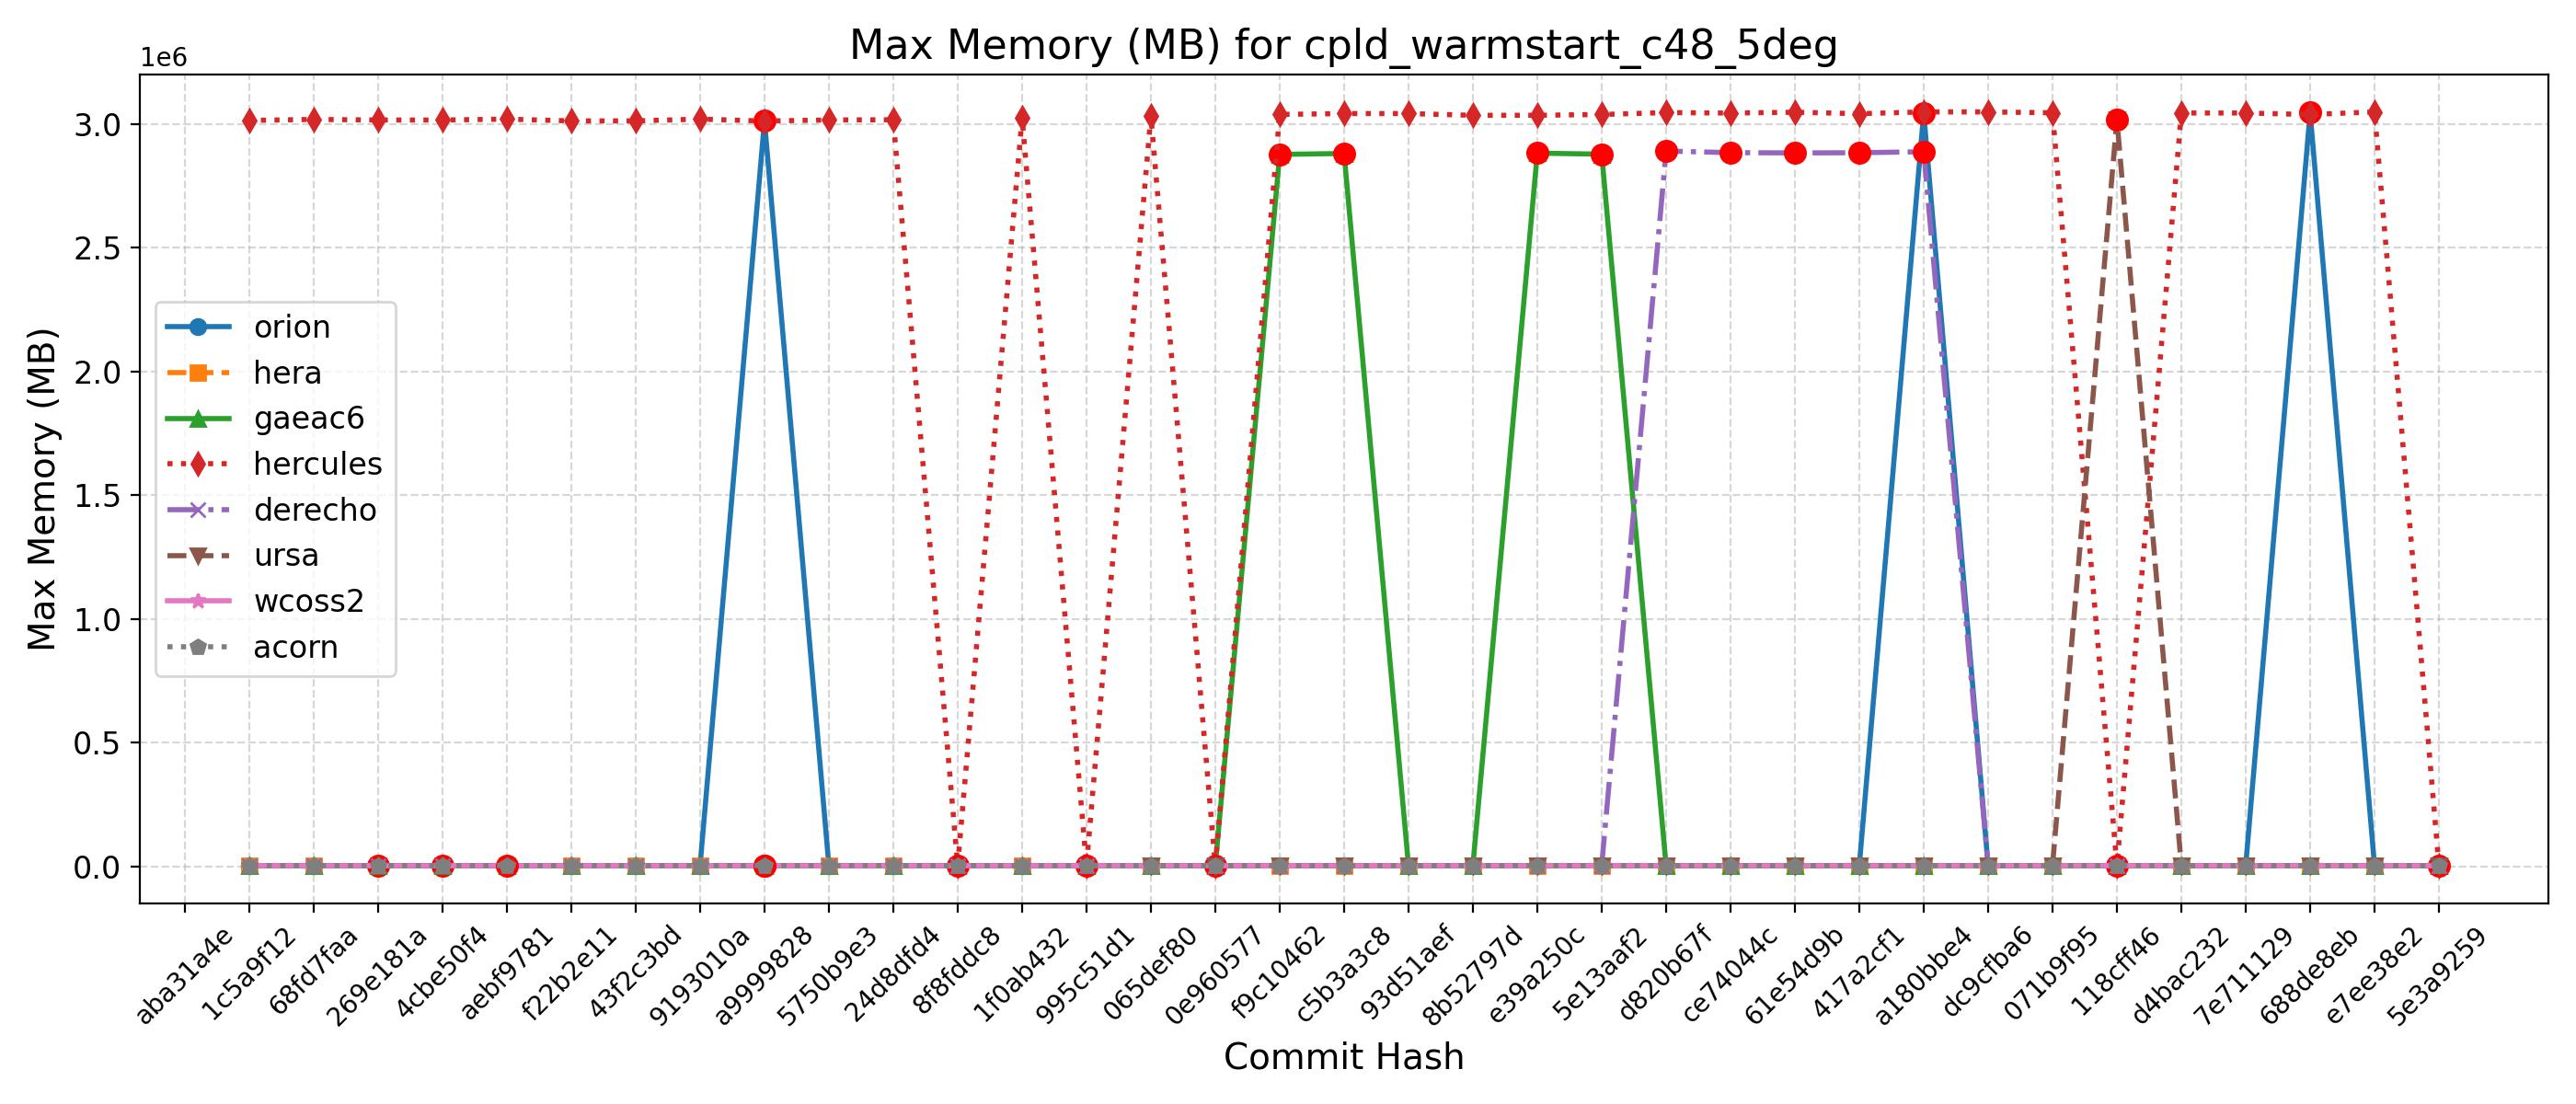 Max Memory (MB) for cpld_warmstart_c48_5deg
1e6
3.0
2.5
2.0
1.5
1.0
0.5
0.0
Max Memory (MB)
orion
hera
gaeac6
hercules
derecho
ursa
wcoss2
acorn
aba31a4e
1c5a9f12
68fd7faa
269e181a
4cbe50f4
aebf9781
f22b2e11
43f2c3bd
9193010a
a9999828
5750b9e3
24d8dfd4
8f8fddc8
1f0ab432
995c51d1
065def80
0e960577
f9c10462
c5b3a3c8
93d51aef
8b52797d
e39a250c
5e13aaf2
d820b67f
ce74044c
61e54d9b
417a2cf1
a180bbe4
dc9cfba6
071b9f95
118cff46
d4bac232
7e711129
688de8eb
e7ee38e2
5e3a9259
Commit Hash